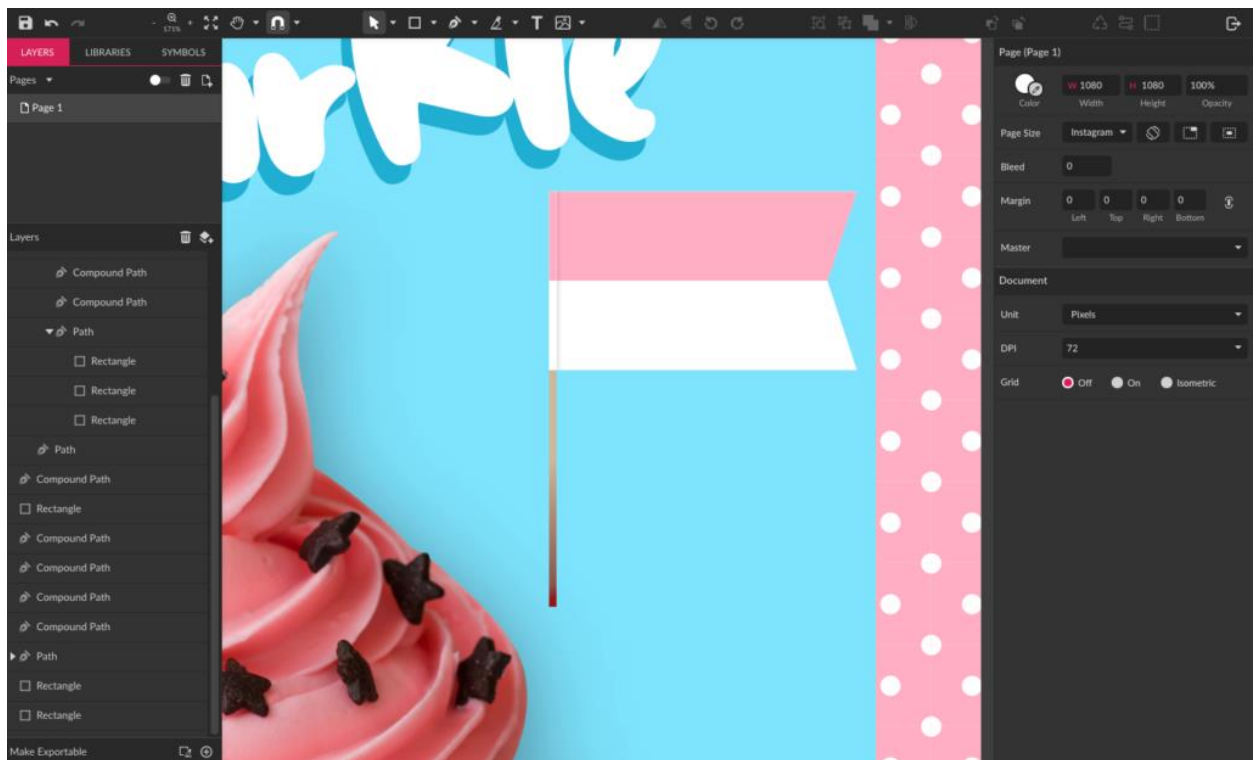 - 171% +
LAYERS LIBRARIES SYMBOLS
Pages
Page 1
Layers
Compound Path
Compound Path
Path
Rectangle
Rectangle
Rectangle
Path
Compound Path
Rectangle
Compound Path
Compound Path
Compound Path
Compound Path
Path
Rectangle
Rectangle
Make Exportable
T
arkle
Page (Page 1)
W 1080 H 1080 100%
Color Width Height Opacity
Page Size Instagram
Bleed 0
Margin 0 0 0 0
Left Top Right Bottom
Master
Document
Unit Pixels
DPI 72
Grid Off On Isometric